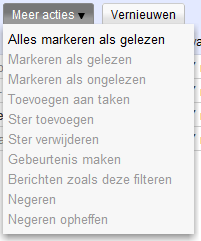 Meer acties ▼ Vernieuwen
Alles markeren als gelezen
Markeren als gelezen
Markeren als ongelezen
Toevoegen aan taken
Ster toevoegen
Ster verwijderen
Gebeurtenis maken
Berichten zoals deze filteren
Negeren
Negeren opheffen